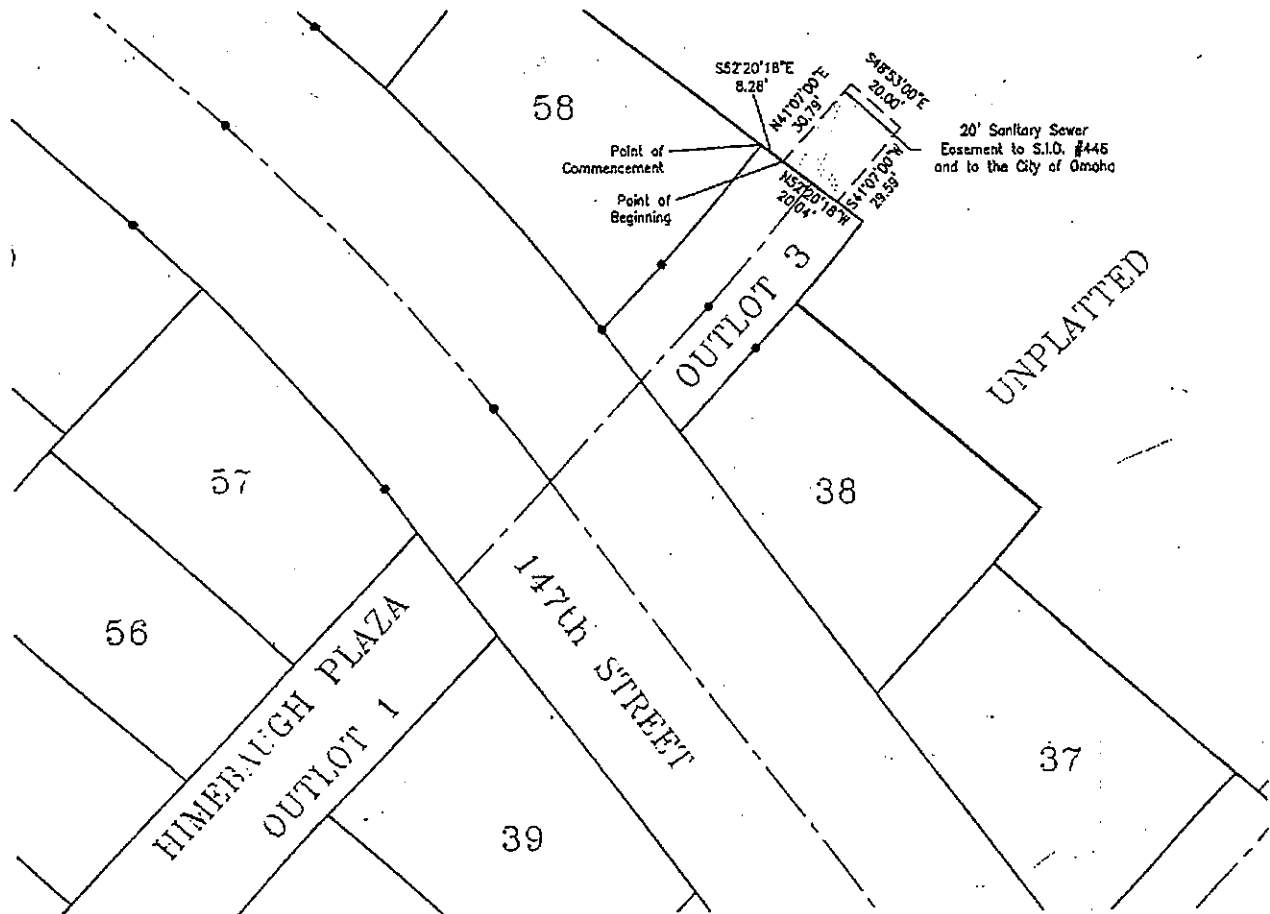 S52°20'18"E
8.28'
N41°07'00"E
30.79'
S48°53'00"E
20.00'
58
Point of
Commencement
20' Sanitary Sewer
Easement to S.I.D. #446
and to the City of Omaha
Point of
Beginning
N52°20'18"W
20.04'
S41°07'00"W
29.59'
OUTLOT 3
UNPLATTED
57
38
147th STREET
56
HIMEBAUGH PLAZA
OUTLOT 1
37
39